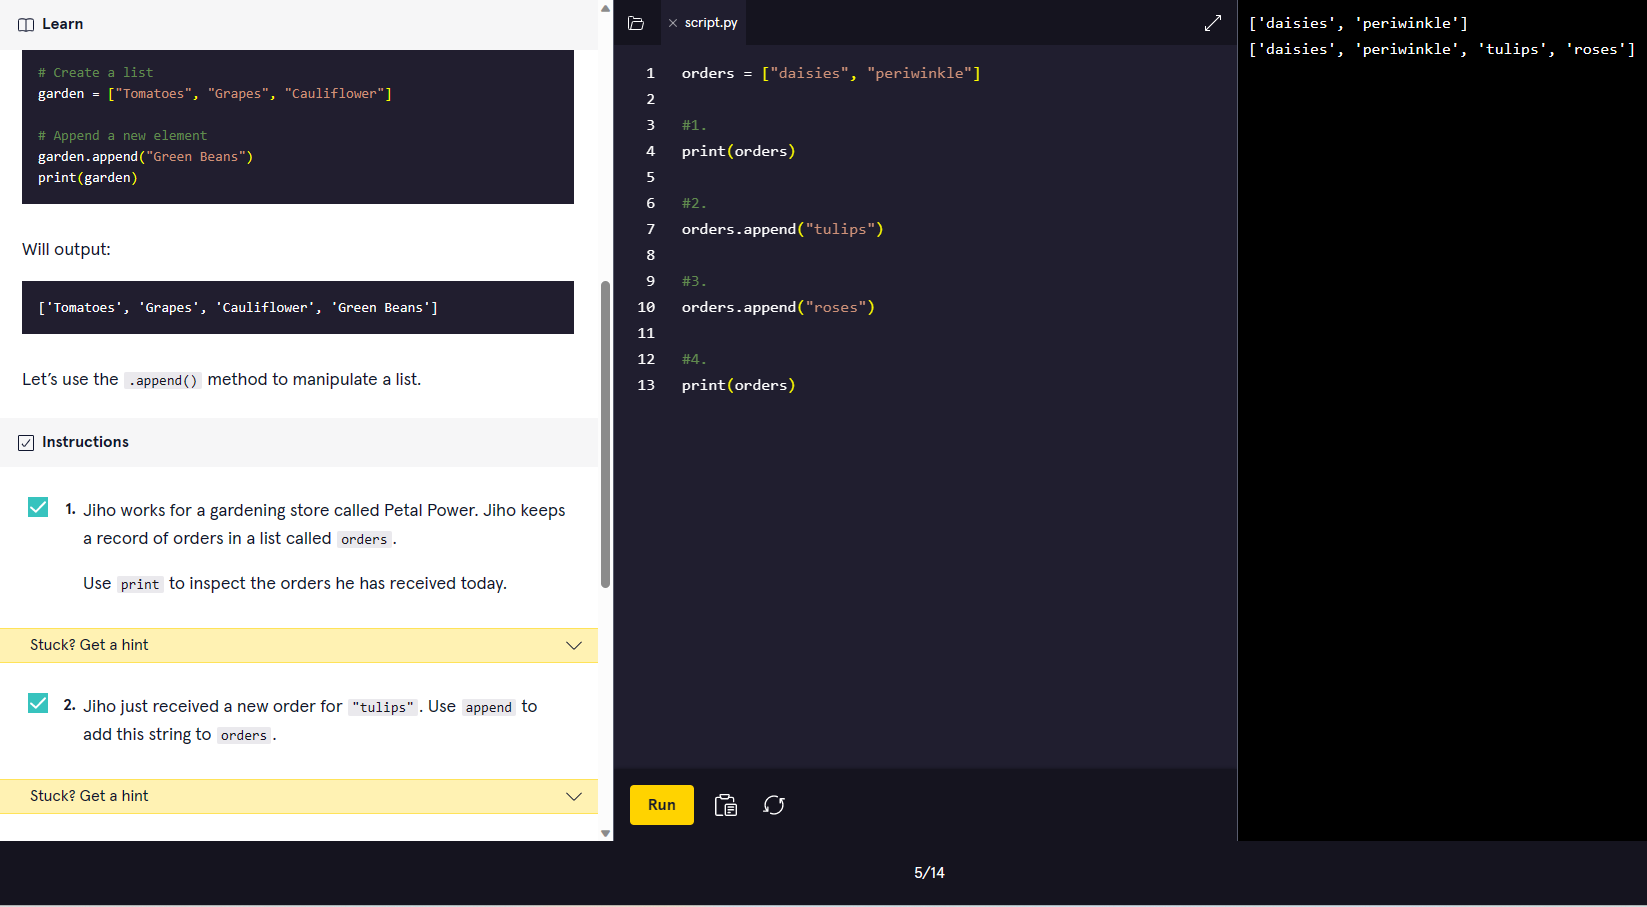 Learn
# Create a list
garden = ["Tomatoes", "Grapes", "Cauliflower"]
# Append a new element
garden.append("Green Beans")
print(garden)
Will output:
['Tomatoes', 'Grapes', 'Cauliflower', 'Green Beans']
Let’s use the .append() method to manipulate a list.
Instructions
1. Jiho works for a gardening store called Petal Power. Jiho keeps
a record of orders in a list called orders.
Use print to inspect the orders he has received today.
Stuck? Get a hint
2. Jiho just received a new order for "tulips". Use append to
add this string to orders.
Stuck? Get a hint
script.py
1 orders = ["daisies", "periwinkle"]
2
3 #1.
4 print(orders)
5
6 #2.
7 orders.append("tulips")
8
9 #3.
10 orders.append("roses")
11
12 #4.
13 print(orders)
Run
['daisies', 'periwinkle']
['daisies', 'periwinkle', 'tulips', 'roses']
5/14